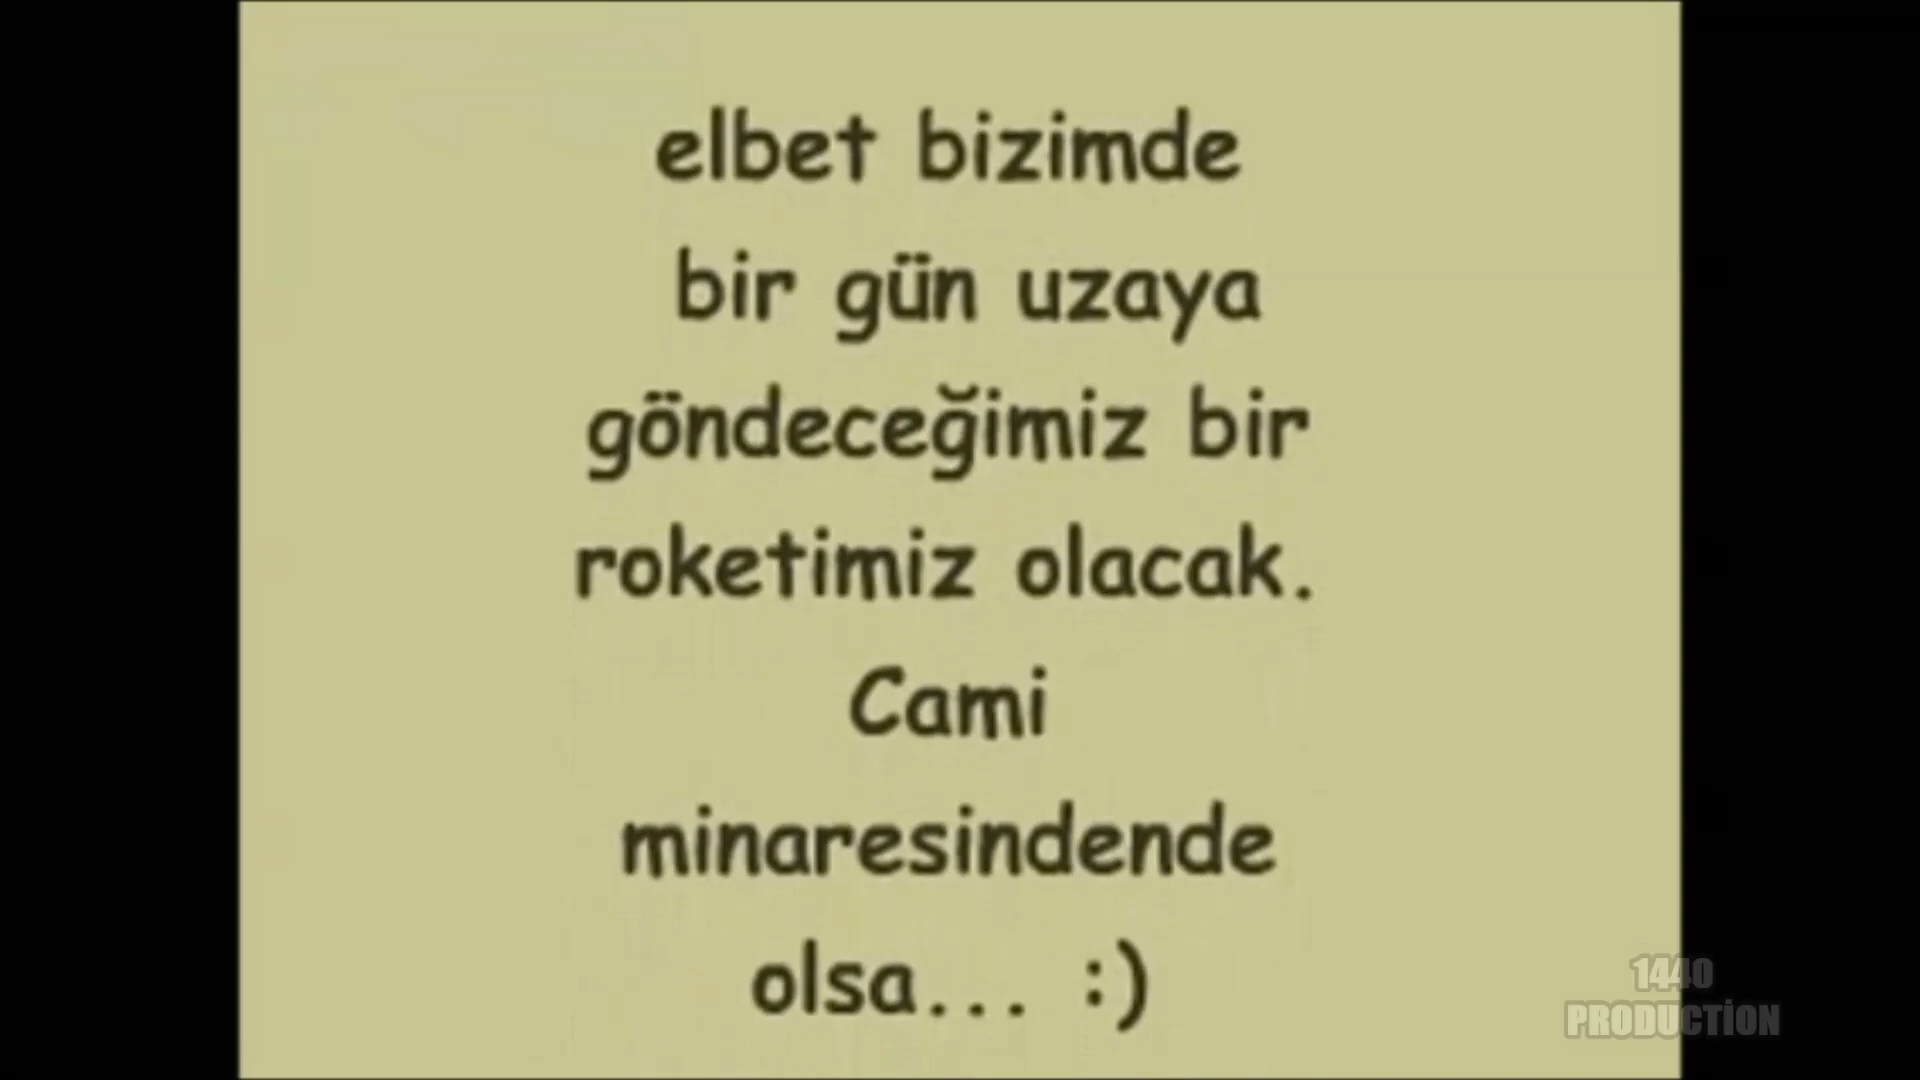 elbet bizimde
bir gün uzaya
göndeceğimiz bir
roketimiz olacak.
Cami
minaresindende
olsa... :)
1440
PRODUCTİON